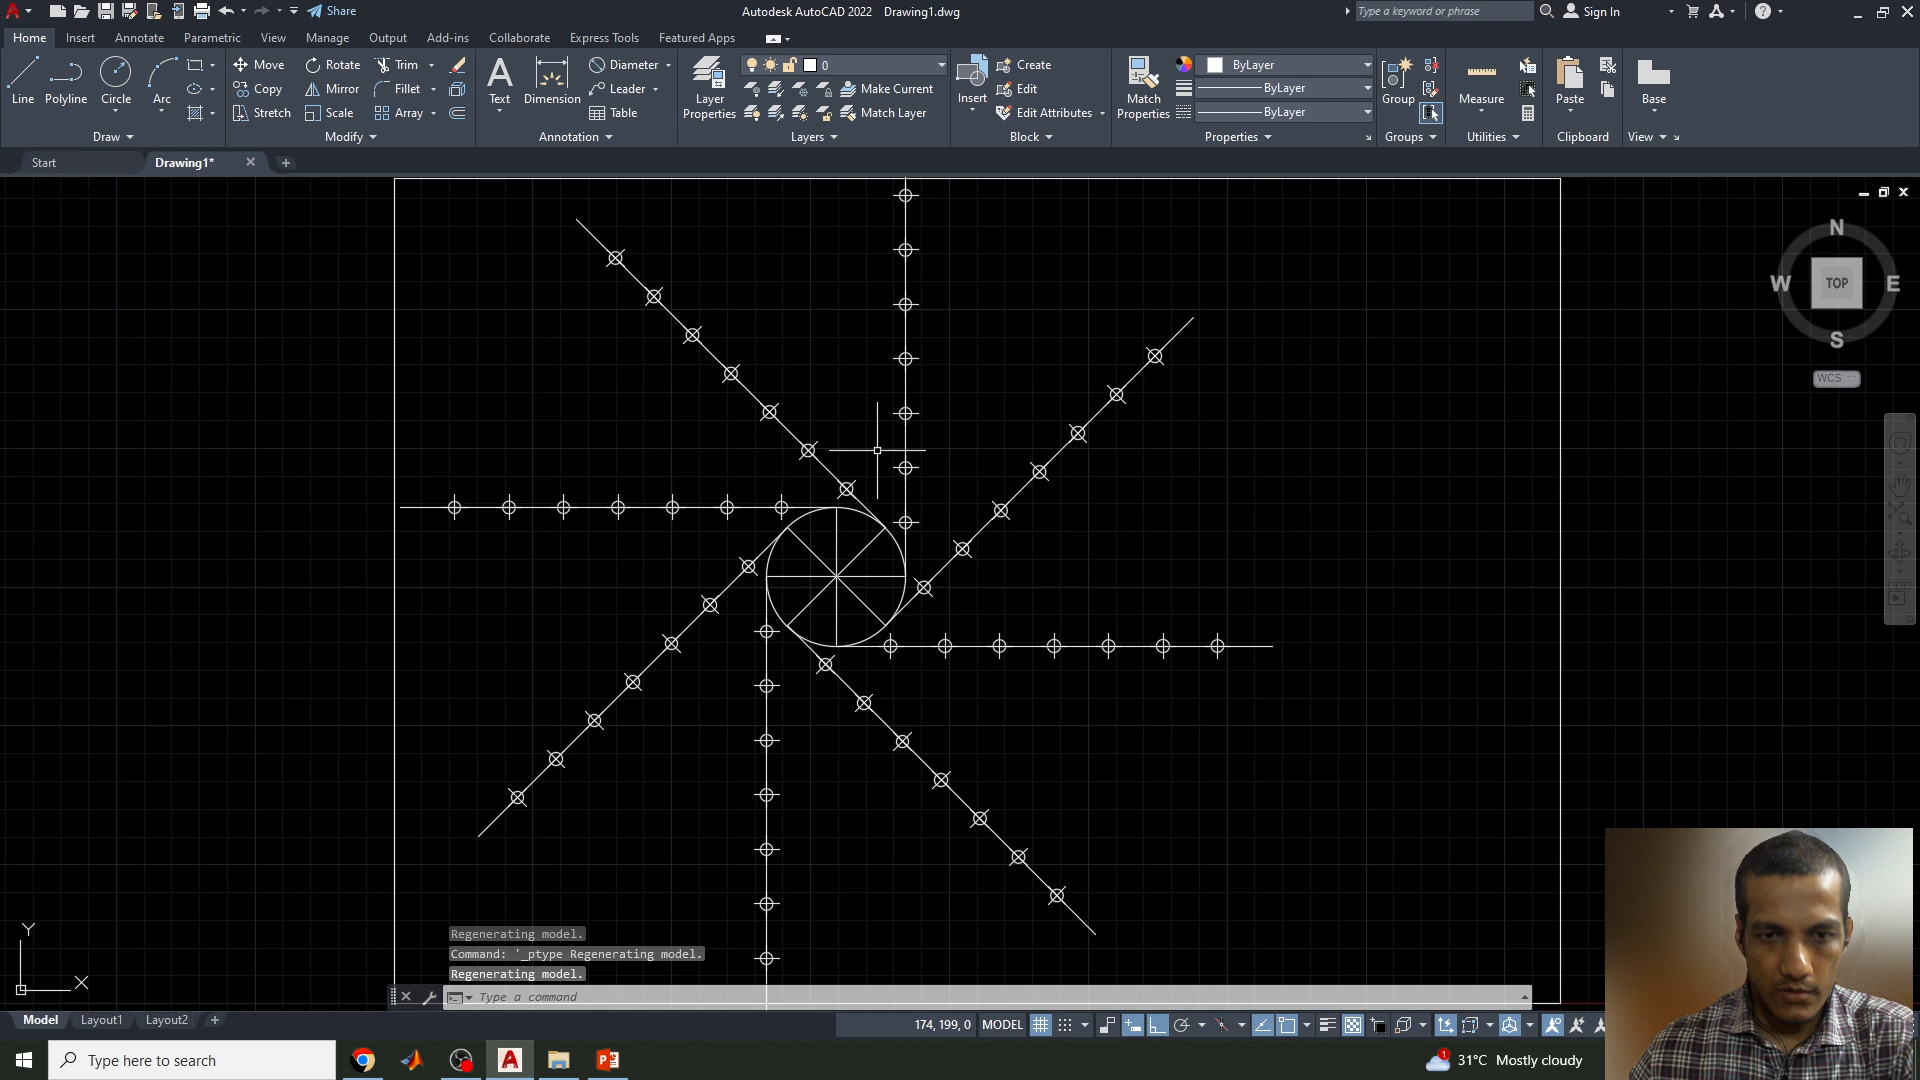 Share
Autodesk AutoCAD 2022 Drawing1.dwg
Type a keyword or phrase
Sign In
Home Insert Annotate Parametric View Manage Output Add-ins Collaborate Express Tools Featured Apps
Line Polyline Circle Arc
Move Rotate Trim
Copy Mirror Fillet
Stretch Scale Array
Text Dimension
Diameter
Leader
Table
Layer Properties
0
Make Current
Match Layer
Insert
Create
Edit
Edit Attributes
Match Properties
ByLayer
ByLayer
ByLayer
Group
Measure
Paste
Base
Draw Modify Annotation Layers Block Properties Groups Utilities Clipboard View
Start Drawing1*
N
W TOP E
S
WCS
Y
X
Regenerating model.
Command: '_ptype Regenerating model.
Regenerating model.
Type a command
Model Layout1 Layout2
174, 199, 0 MODEL
Type here to search
1
31°C Mostly cloudy